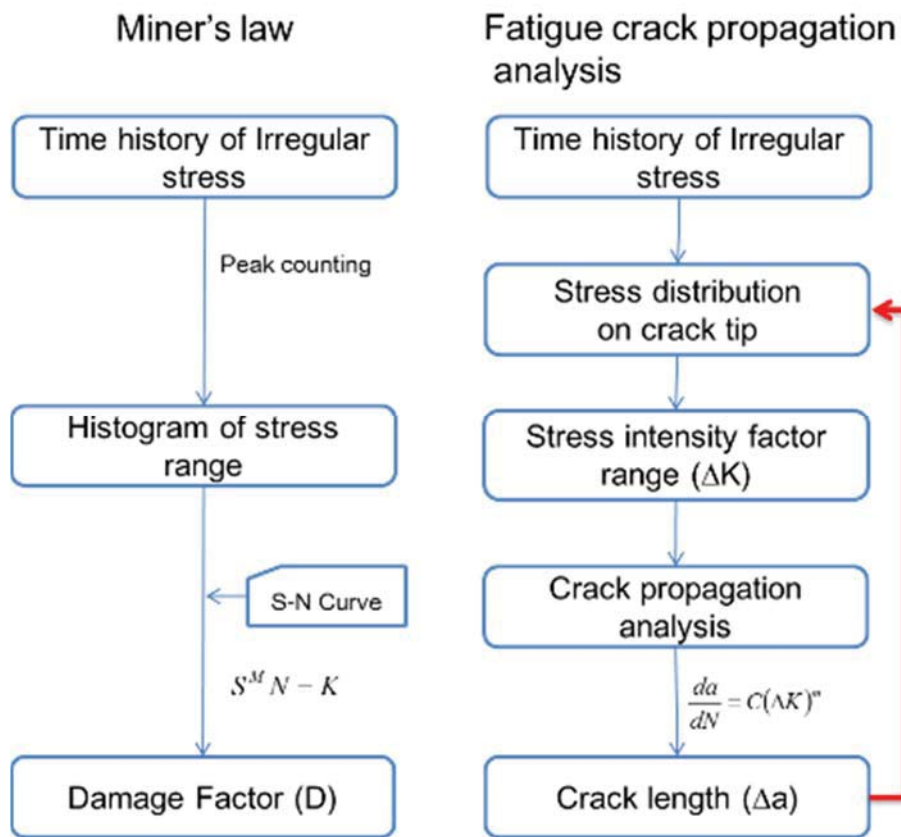 Miner's law
Time history of Irregular
stress
Peak counting
Histogram of stress
range
S-N Curve
S^M N − K
Damage Factor (D)
Fatigue crack propagation
analysis
Time history of Irregular
stress
Stress distribution
on crack tip
Stress intensity factor
range (ΔK)
Crack propagation
analysis
da/dN = C(ΔK)^n
Crack length (Δa)